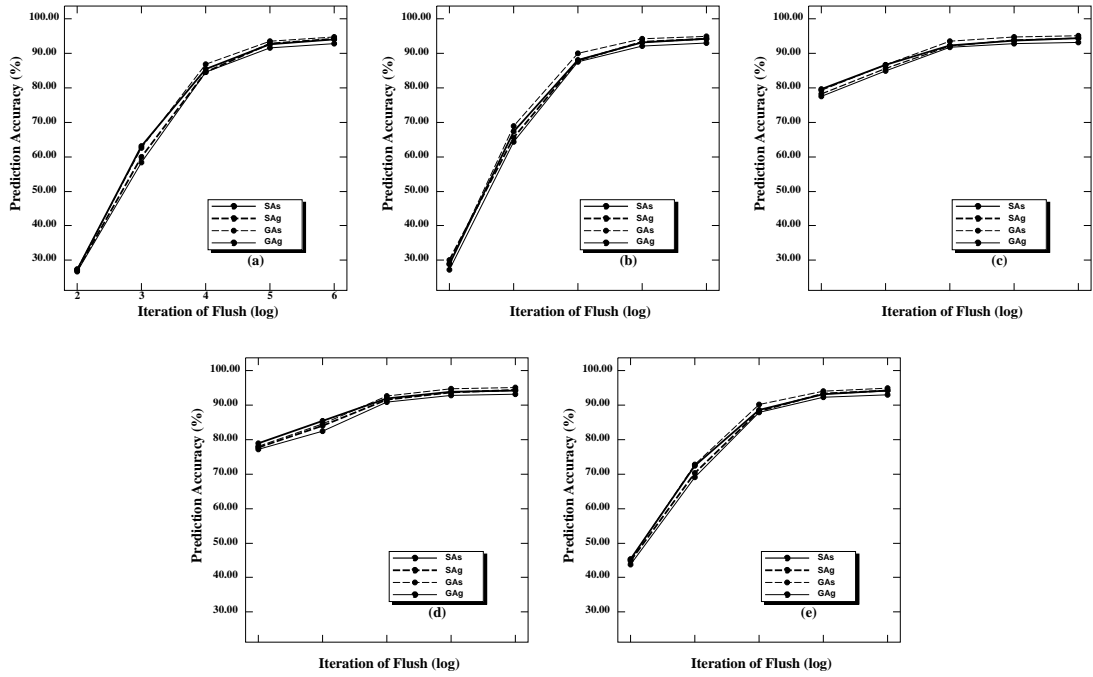 Prediction Accuracy (%)
100.00
90.00
80.00
70.00
60.00
50.00
40.00
30.00
SAs
SAg
GAs
GAg
(a)
2 3 4 5 6
Iteration of Flush (log)
Prediction Accuracy (%)
100.00
90.00
80.00
70.00
60.00
50.00
40.00
30.00
SAs
SAg
GAs
GAg
(b)
Iteration of Flush (log)
Prediction Accuracy (%)
100.00
90.00
80.00
70.00
60.00
50.00
40.00
30.00
SAs
SAg
GAs
GAg
(c)
Iteration of Flush (log)
Prediction Accuracy (%)
100.00
90.00
80.00
70.00
60.00
50.00
40.00
30.00
SAs
SAg
GAs
GAg
(d)
Iteration of Flush (log)
Prediction Accuracy (%)
100.00
90.00
80.00
70.00
60.00
50.00
40.00
30.00
SAs
SAg
GAs
GAg
(e)
Iteration of Flush (log)